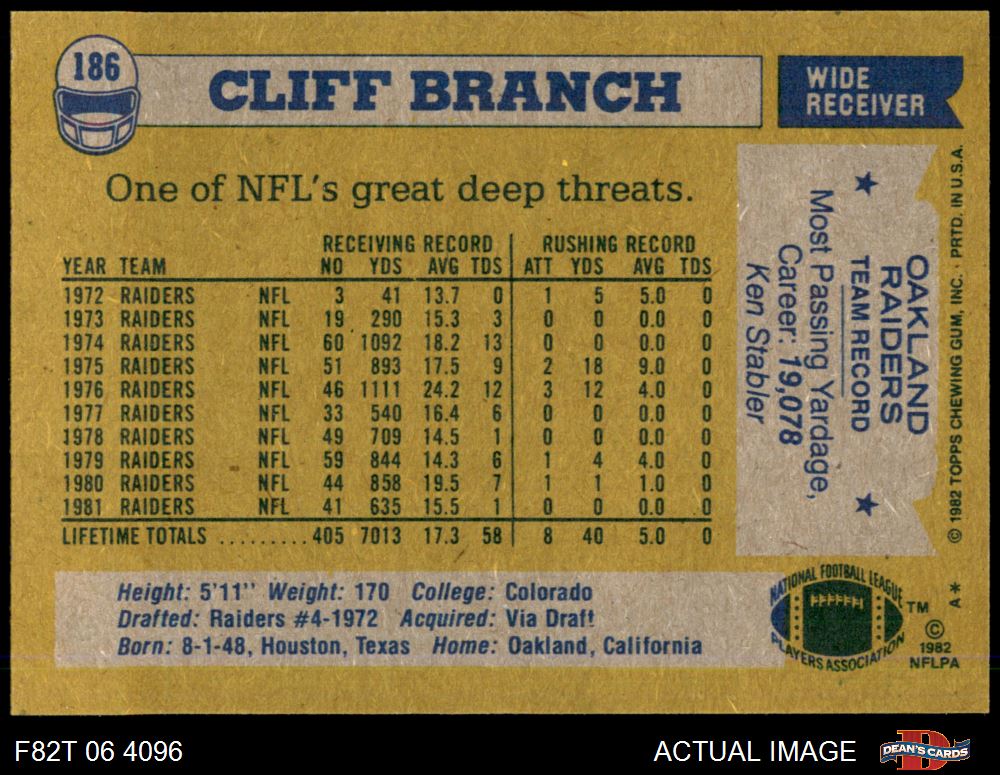 186
CLIFF BRANCH
WIDE
RECEIVER
One of NFL's great deep threats.
RECEIVING RECORD RUSHING RECORD
YEAR TEAM NO YDS AVG TDS ATT YDS AVG TDS
1972 RAIDERS NFL 3 41 13.7 0 1 5 5.0 0
1973 RAIDERS NFL 19 290 15.3 3 0 0 0.0 0
1974 RAIDERS NFL 60 1092 18.2 13 0 0 0.0 0
1975 RAIDERS NFL 51 893 17.5 9 2 18 9.0 0
1976 RAIDERS NFL 46 1111 24.2 12 3 12 4.0 0
1977 RAIDERS NFL 33 540 16.4 6 0 0 0.0 0
1978 RAIDERS NFL 49 709 14.5 1 0 0 0.0 0
1979 RAIDERS NFL 59 844 14.3 6 1 4 4.0 0
1980 RAIDERS NFL 44 858 19.5 7 1 1 1.0 0
1981 RAIDERS NFL 41 635 15.5 1 0 0 0.0 0
LIFETIME TOTALS ......... 405 7013 17.3 58 8 40 5.0 0
OAKLAND
RAIDERS
★ TEAM RECORD ★
Most Passing Yardage,
Career: 19,078
Ken Stabler
© 1982 TOPPS CHEWING GUM, INC. · PRTD. IN U.S.A.
A*
Height: 5'11" Weight: 170 College: Colorado
Drafted: Raiders #4-1972 Acquired: Via Draft
Born: 8-1-48, Houston, Texas Home: Oakland, California
NATIONAL FOOTBALL LEAGUE
PLAYERS ASSOCIATION
TM
©
1982
NFLPA
F82T 06 4096
ACTUAL IMAGE
D
DEAN'S CARDS